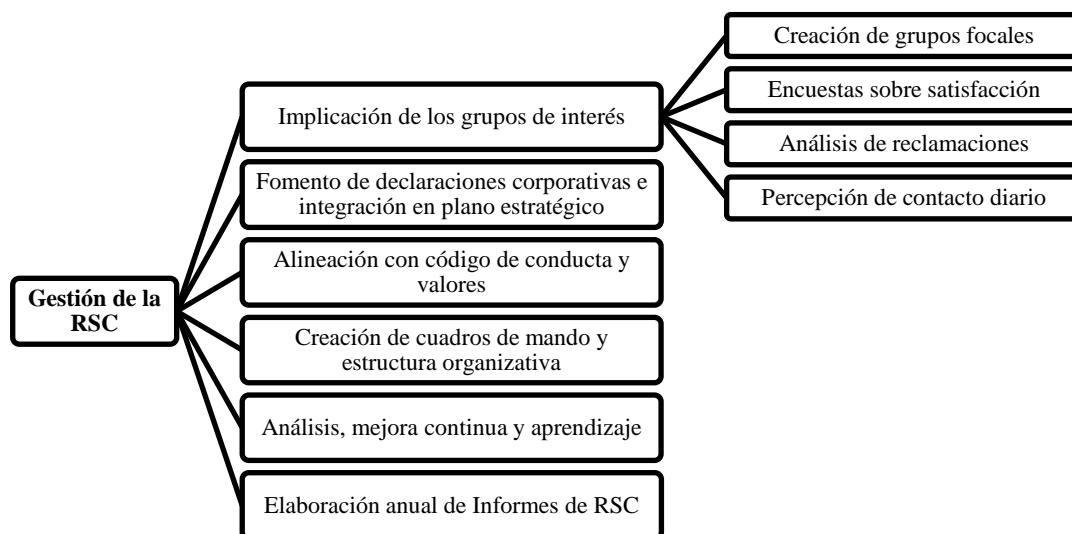 Gestión de la
RSC
Implicación de los grupos de interés
Creación de grupos focales
Encuestas sobre satisfacción
Análisis de reclamaciones
Percepción de contacto diario
Fomento de declaraciones corporativas e
integración en plano estratégico
Alineación con código de conducta y
valores
Creación de cuadros de mando y
estructura organizativa
Análisis, mejora continua y aprendizaje
Elaboración anual de Informes de RSC